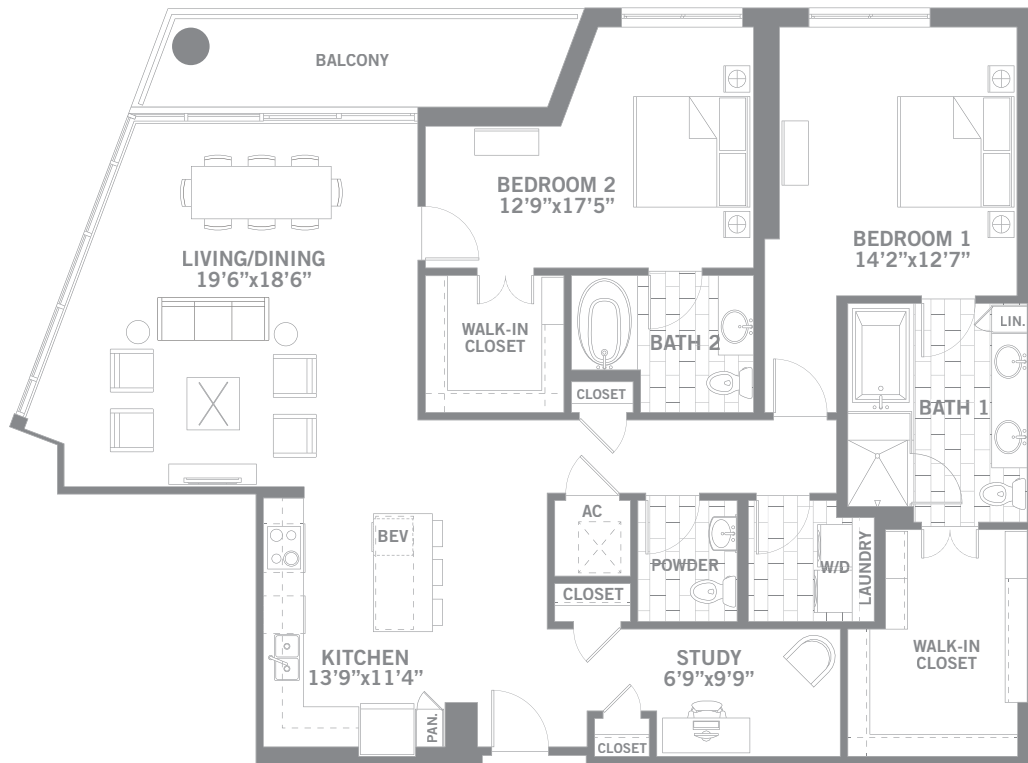 BALCONY
BEDROOM 2
12’9”x17’5”
BEDROOM 1
14’2”x12’7”
LIVING/DINING
19’6”x18’6”
WALK-IN
CLOSET
BATH 2
LIN.
CLOSET
BATH 1
AC
BEV
POWDER
W/D
LAUNDRY
CLOSET
KITCHEN
13’9”x11’4”
STUDY
6’9”x9’9”
WALK-IN
CLOSET
PAN.
CLOSET